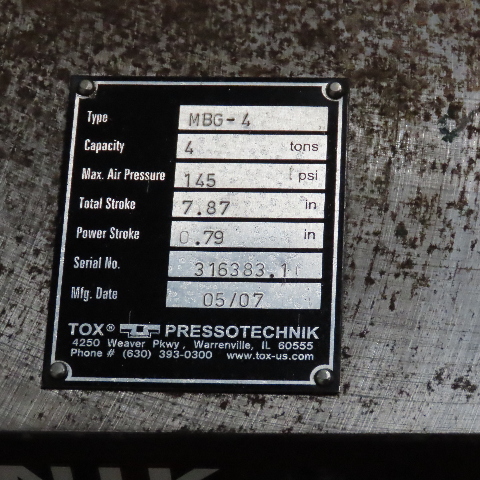 Type MBG-4
Capacity 4 tons
Max. Air Pressure 145 psi
Total Stroke 7.87 in
Power Stroke 0.79 in
Serial No. 316383.1
Mfg. Date 05/07
TOX® PRESSOTECHNIK
4250 Weaver Pkwy, Warrenville, IL 60555
Phone # (630) 393-0300 www.tox-us.com
NIK